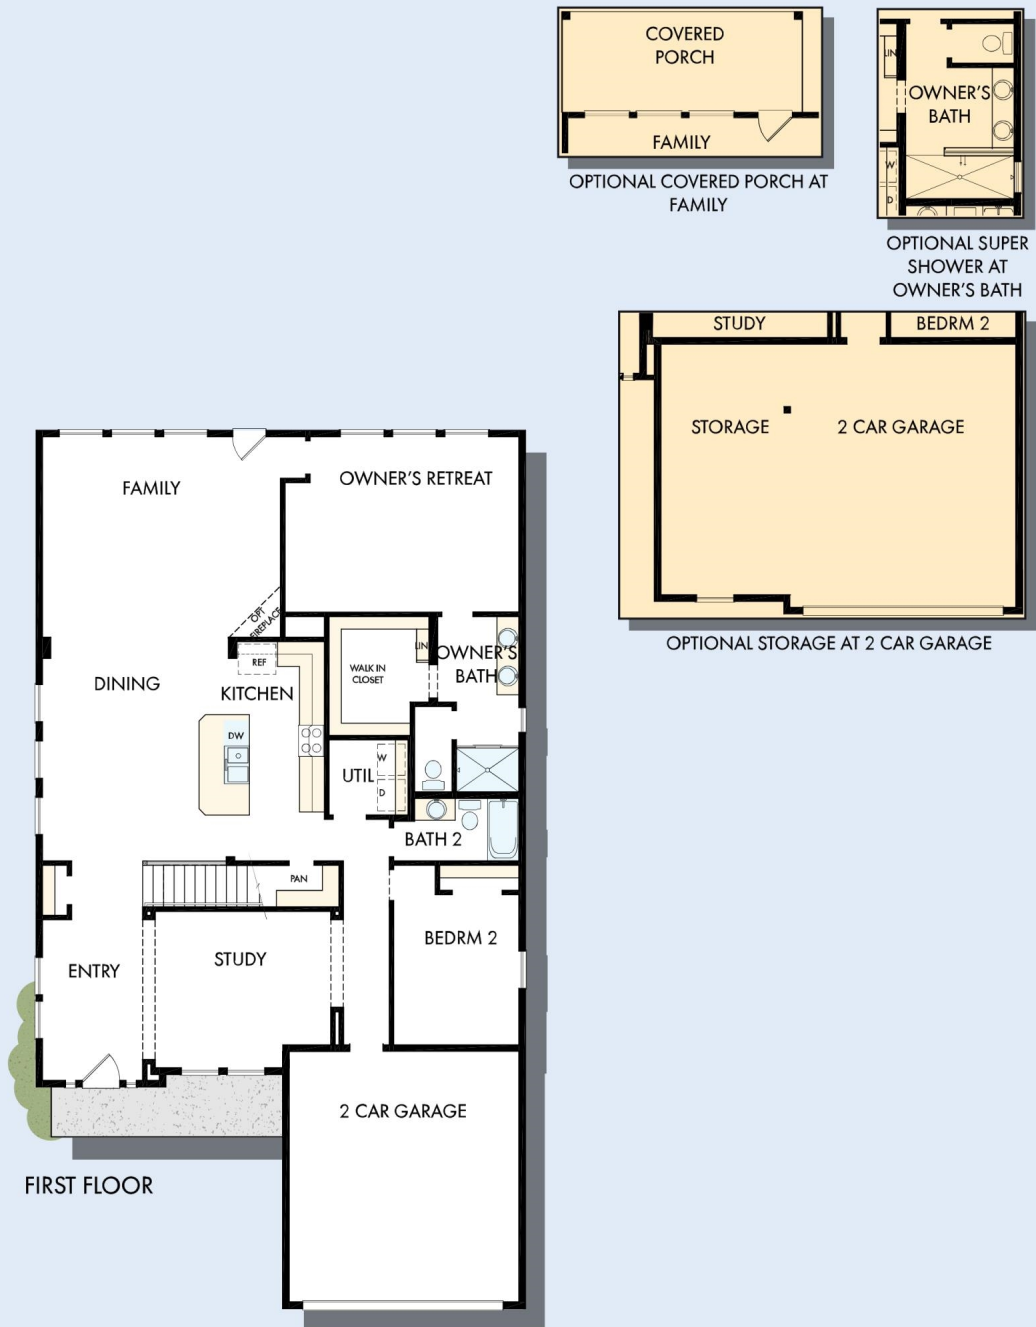 COVERED
PORCH
FAMILY
OPTIONAL COVERED PORCH AT
FAMILY
LIN
OWNER'S
BATH
W
D
OPTIONAL SUPER
SHOWER AT
OWNER'S BATH
STUDY
BEDRM 2
STORAGE
2 CAR GARAGE
OPTIONAL STORAGE AT 2 CAR GARAGE
FAMILY
OWNER'S RETREAT
OPT
FIREPLACE
REF
WALK IN
CLOSET
LIN
OWNER'S
BATH
DINING
KITCHEN
DW
UTIL
W
D
BATH 2
PAN
BEDRM 2
ENTRY
STUDY
2 CAR GARAGE
FIRST FLOOR